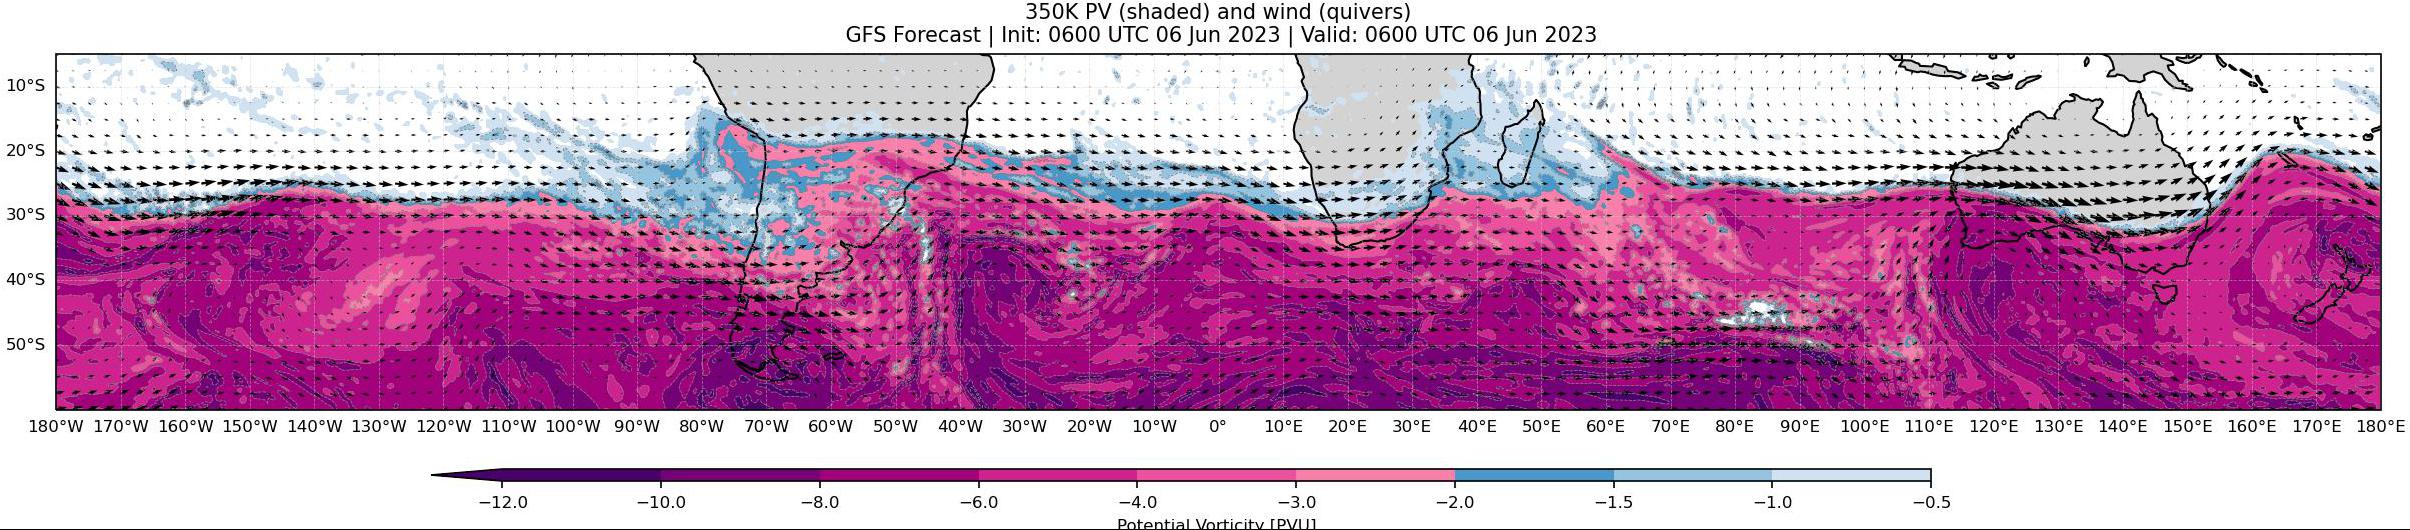 350K PV (shaded) and wind (quivers)
GFS Forecast | Init: 0600 UTC 06 Jun 2023 | Valid: 0600 UTC 06 Jun 2023
10°S
20°S
30°S
40°S
50°S
180°W 170°W 160°W 150°W 140°W 130°W 120°W 110°W 100°W 90°W 80°W 70°W 60°W 50°W 40°W 30°W 20°W 10°W 0° 10°E 20°E 30°E 40°E 50°E 60°E 70°E 80°E 90°E 100°E 110°E 120°E 130°E 140°E 150°E 160°E 170°E 180°E
−12.0 −10.0 −8.0 −6.0 −4.0 −3.0 −2.0 −1.5 −1.0 −0.5
Potential Vorticity [PVU]